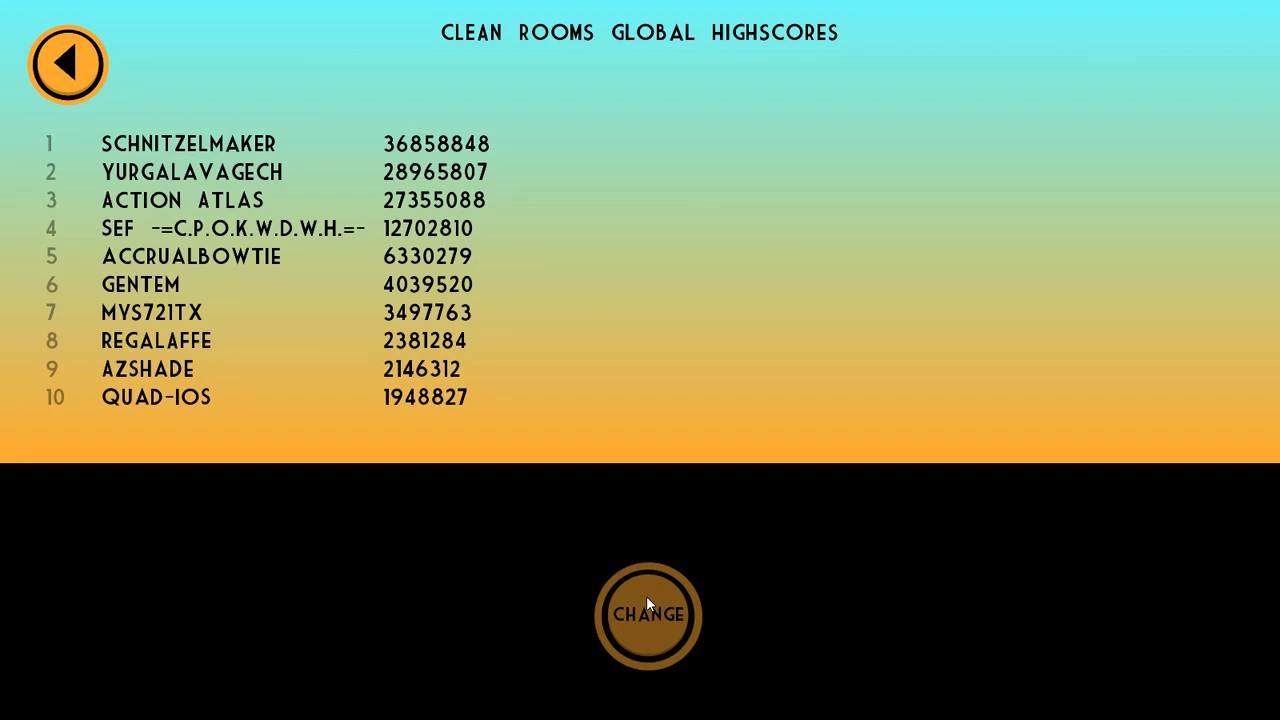 CLEAN ROOMS GLOBAL HIGHSCORES
1 SCHNITZELMAKER 36858848
2 YURGALAVAGECH 28965807
3 ACTION ATLAS 27355088
4 SEF -=C.P.O.K.W.D.W.H.=- 12702810
5 ACCRUALBOWTIE 6330279
6 GENTEM 4039520
7 MYS721TX 3497763
8 REGALAFFE 2381284
9 AZSHADE 2146312
10 QUAD-IOS 1948827
CHANGE